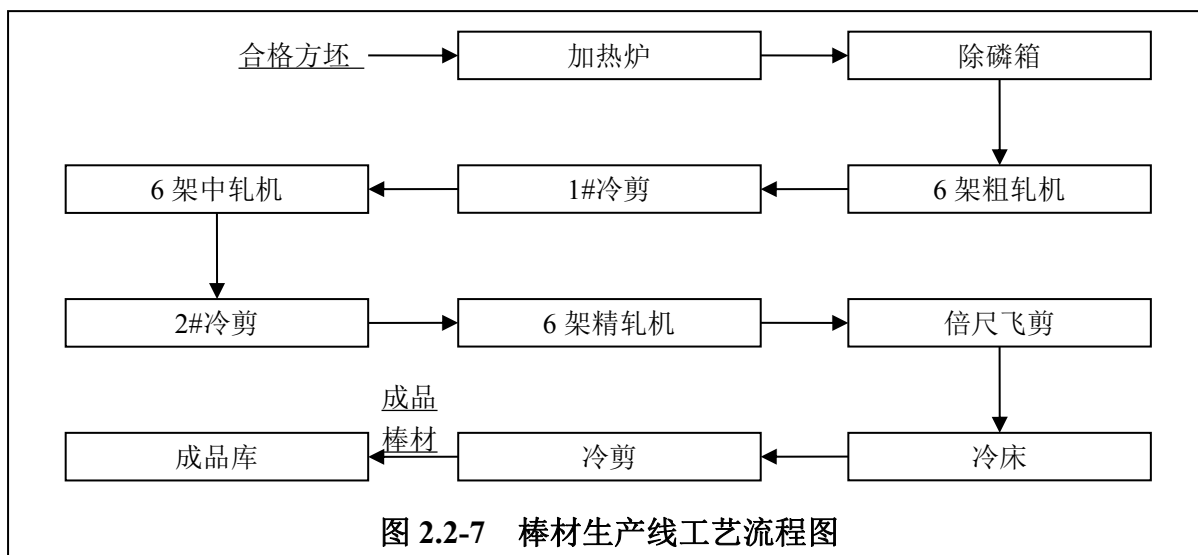 合格方坯
加热炉
除磷箱
6 架粗轧机
1#冷剪
6 架中轧机
2#冷剪
6 架精轧机
倍尺飞剪
冷床
冷剪
成品
棒材
成品库
图 2.2-7 棒材生产线工艺流程图